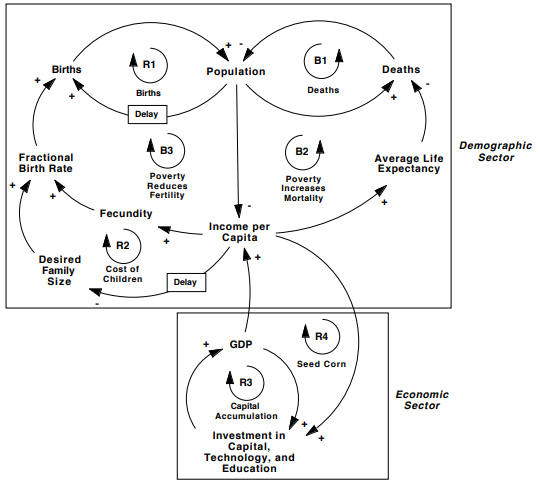 Births
R1
Births
+ -
Population
B1
Deaths
Deaths
+
+
-
+
Delay
B3
Poverty
Reduces
Fertility
B2
Poverty
Increases
Mortality
Demographic
Sector
Fractional
Birth Rate
Average Life
Expectancy
+
+
+
Fecundity
+
-
Income per
Capita
R2
Cost of
Children
Desired
Family
Size
Delay
-
+
+
GDP
R4
Seed Corn
R3
Capital
Accumulation
Economic
Sector
+
+
Investment in
Capital,
Technology, and
Education